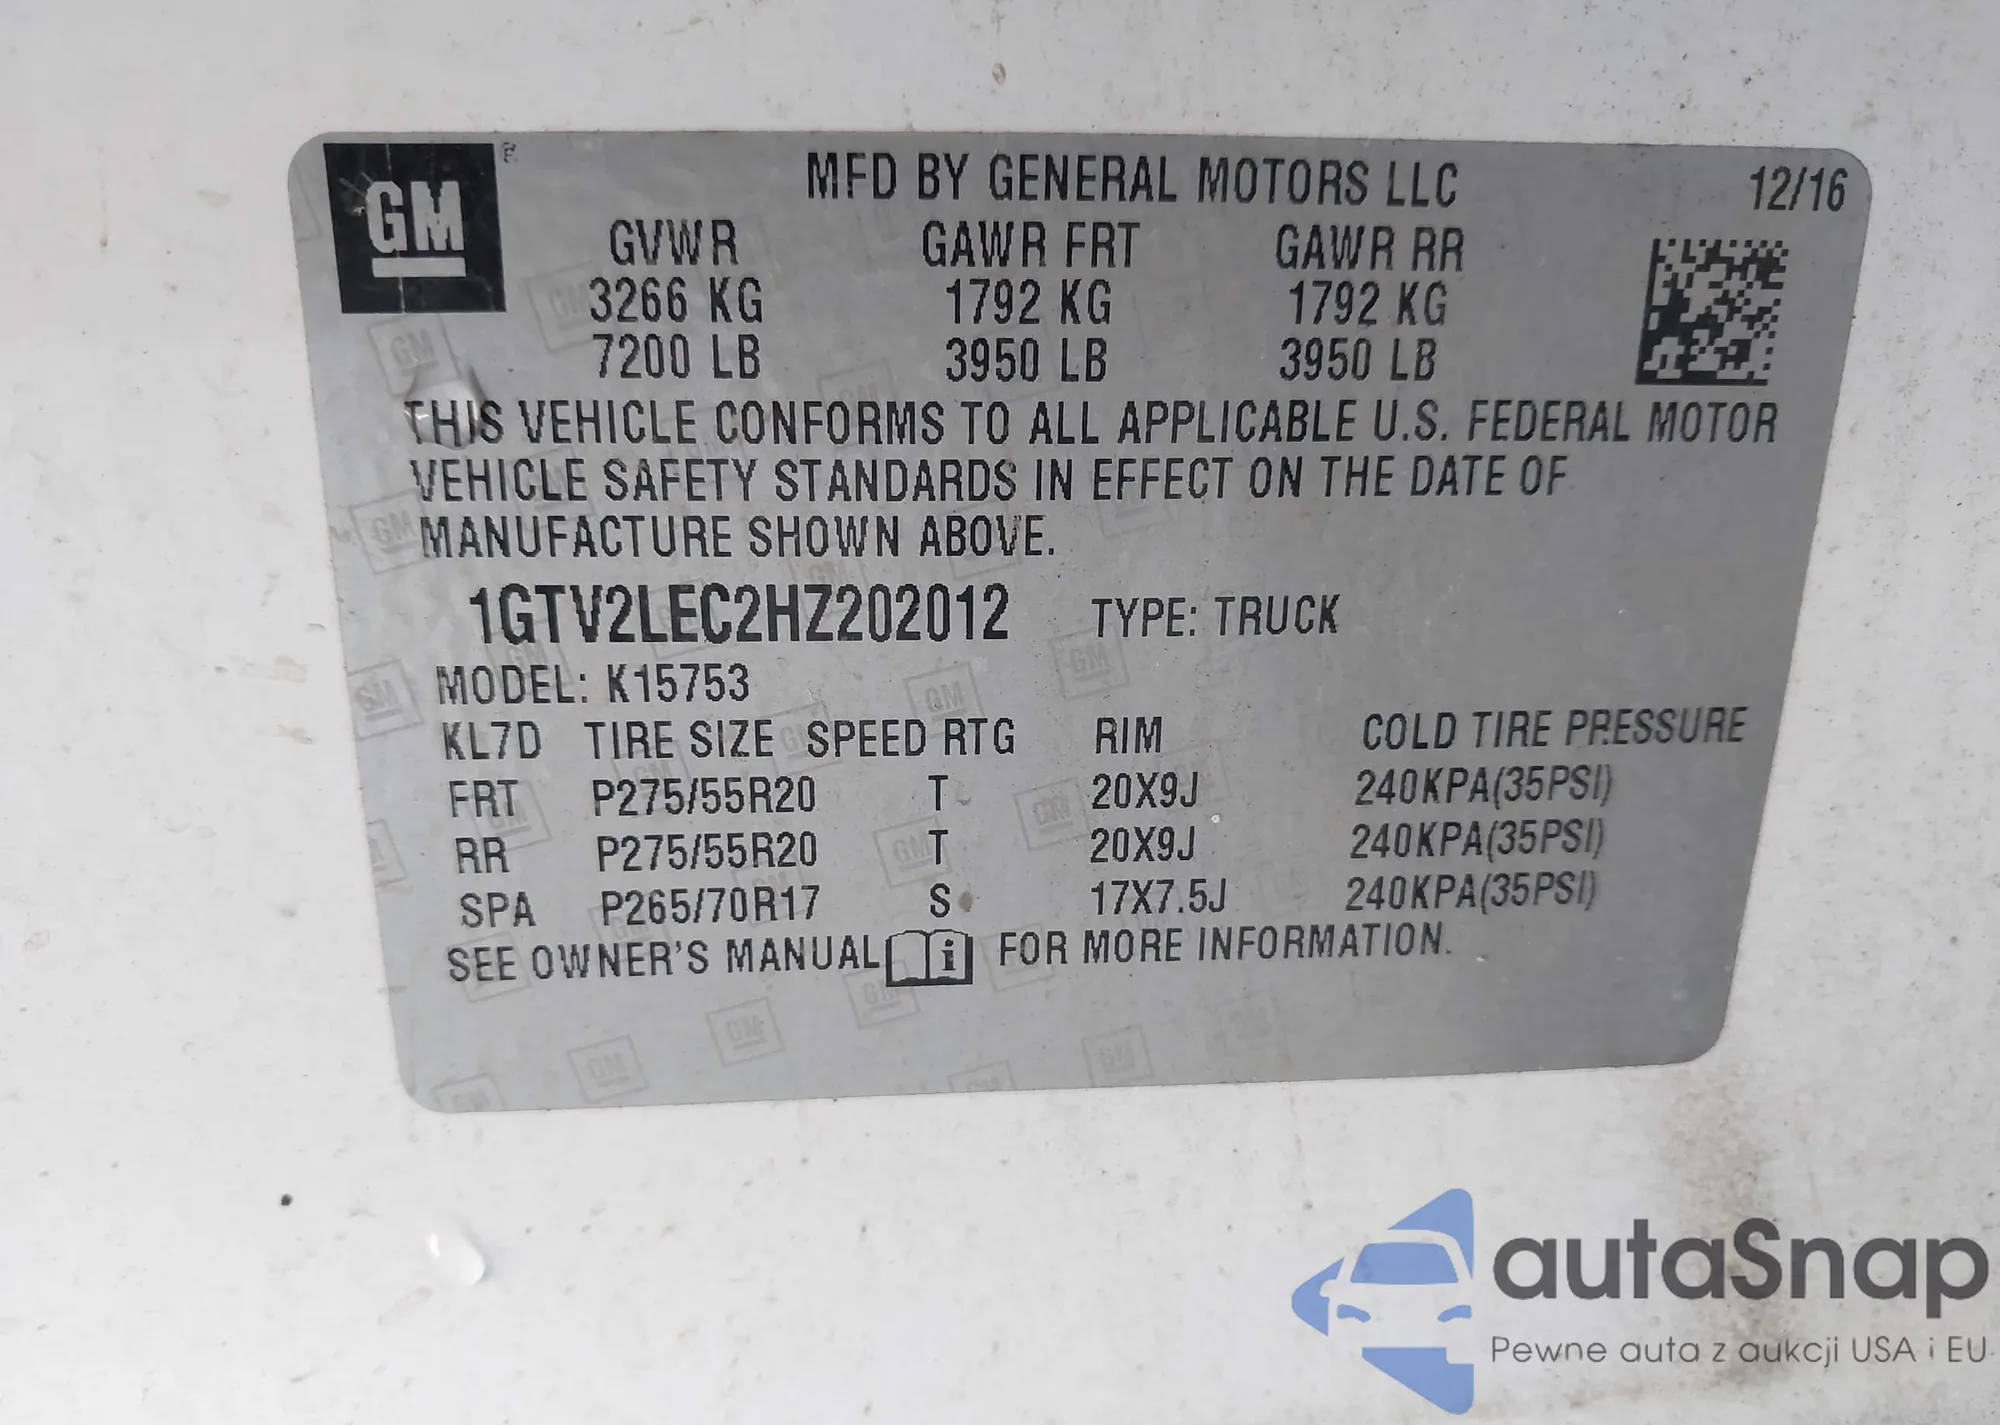 GM
MFD BY GENERAL MOTORS LLC 12/16
GVWR GAWR FRT GAWR RR
3266 KG 1792 KG 1792 KG
7200 LB 3950 LB 3950 LB
THIS VEHICLE CONFORMS TO ALL APPLICABLE U.S. FEDERAL MOTOR
VEHICLE SAFETY STANDARDS IN EFFECT ON THE DATE OF
MANUFACTURE SHOWN ABOVE.
1GTV2LEC2HZ202012 TYPE: TRUCK
MODEL: K15753
KL7D TIRE SIZE SPEED RTG RIM COLD TIRE PRESSURE
FRT P275/55R20 T 20X9J 240KPA(35PSI)
RR P275/55R20 T 20X9J 240KPA(35PSI)
SPA P265/70R17 S 17X7.5J 240KPA(35PSI)
SEE OWNER'S MANUAL i FOR MORE INFORMATION.
autaSnap
Pewne auta z aukcji USA i EU